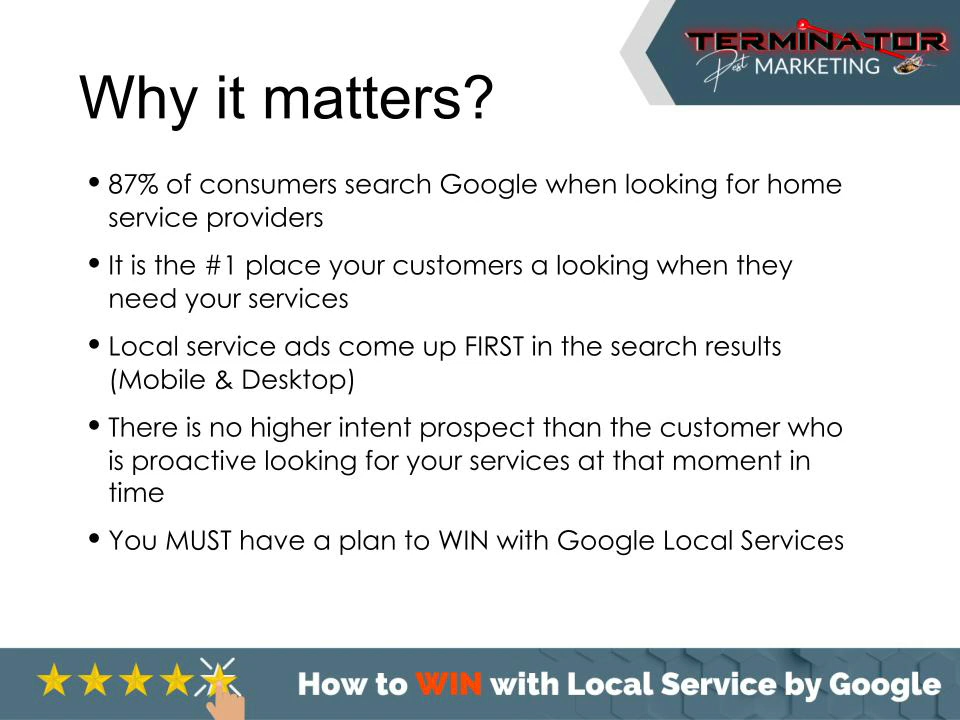 TERMINATOR
Pest MARKETING
Why it matters?
• 87% of consumers search Google when looking for home
service providers
• It is the #1 place your customers a looking when they
need your services
• Local service ads come up FIRST in the search results
(Mobile & Desktop)
• There is no higher intent prospect than the customer who
is proactive looking for your services at that moment in
time
• You MUST have a plan to WIN with Google Local Services
How to WIN with Local Service by Google